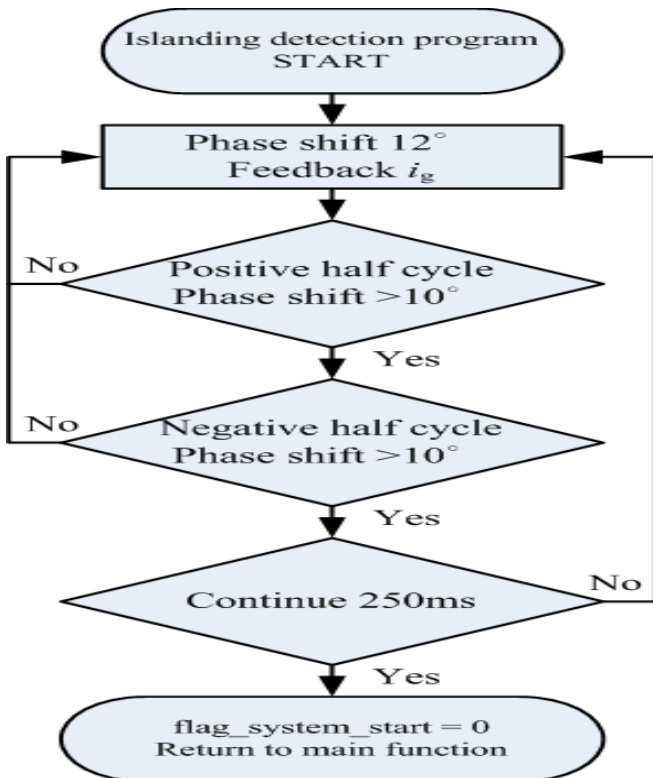 Islanding detection program
START
Phase shift 12°
Feedback ig
No
Positive half cycle
Phase shift >10°
Yes
No
Negative half cycle
Phase shift >10°
Yes
No
Continue 250ms
Yes
flag_system_start = 0
Return to main function